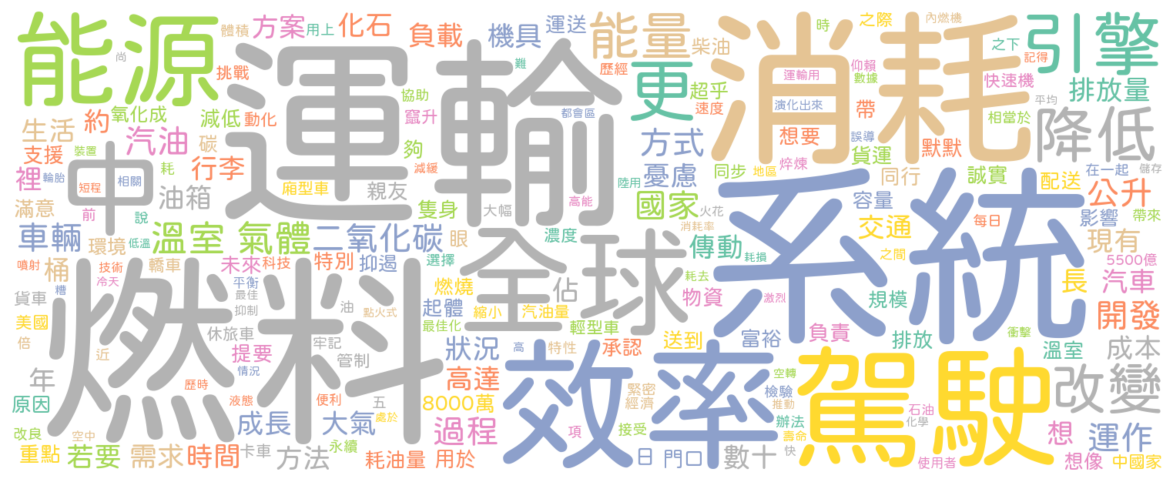 能源
運輸
消耗
系統
燃料
效率
駕駛
全球
中
更
引擎
能量
降低
改變
體積
用上
尚
方案
化石
負載
機具
運送
柴油
難
歷經
時
之際
內燃機
之下
記得
運輸用
仰賴
數據
快速機
排放量
挑戰
協助
都會區
超乎
速度
演化出來
相當於
平均
氧化成
減低
動化
竄升
帶
誤導
生活
約
汽油
碳
夠
減緩
方式
想要
焠煉
貨運
默默
支援
裝置
耗
行李
廂型車
親友
高能
陸用
同步
地區
同行
誠實
在一起
儲存
裡
輪胎
短程
相關
油箱
隻身
大幅
國家
火花
憂慮
容量
配送
公升
滿意
前
說
車輛
環境
低溫
溫室
氣體
二氧化碳
眼
濃度
選擇
消耗率
傳動
耗損
交通
每日
影響
帶來
現有
噴射
桶
技術
冷天
轎車
未來
科技
特別
抑遏
平衡
最佳
抑制
油
點火式
燃燒
佔
耗去
物資
激烈
之間
規模
長
5500億
汽車
貨車
糟
美國
倍
近
休旅車
牢記
起體
最佳化
縮小
汽油量
輕型車
送到
富裕
負責
排放
衝擊
開發
年
原因
提要
歷時
情況
管制
便利
狀況
高
特性
承認
空轉
檢驗
推動
溫室
成本
液態
五
處於
高達
8000萬
緊密
經濟
項
接受
辦法
壽命
石油
化學
想
運作
改良
空中
重點
若要
需求
時間
卡車
成長
大氣
永續
方法
過程
耗油量
用於
日
門口
數十
快
使用者
想像
中國家